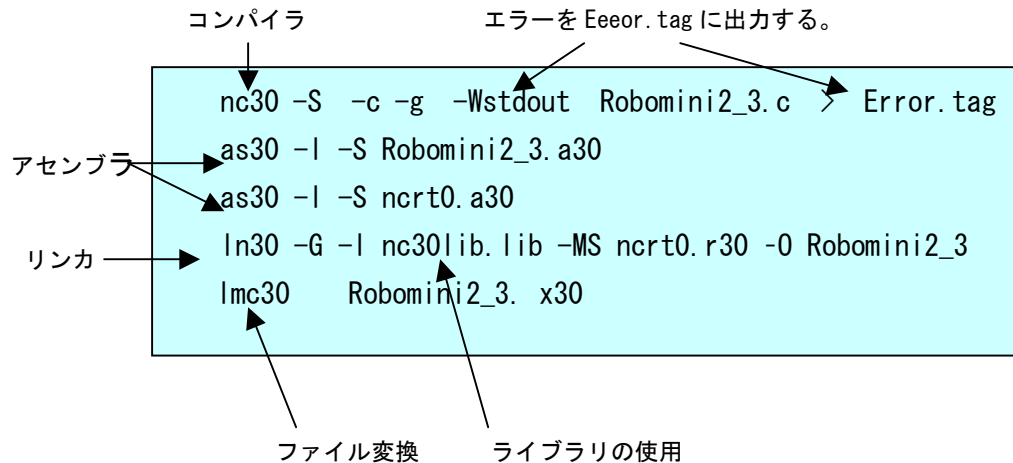 コンパイラ
エラーを Eeeor.tag に出力する。
nc30 -S -c -g -Wstdout Robomini2_3.c > Error.tag
アセンブラ
as30 -l -S Robomini2_3.a30
as30 -l -S ncrt0.a30
リンカ
ln30 -G -l nc30lib.lib -MS ncrt0.r30 -O Robomini2_3
lmc30 Robomini2_3. x30
ファイル変換
ライブラリの使用